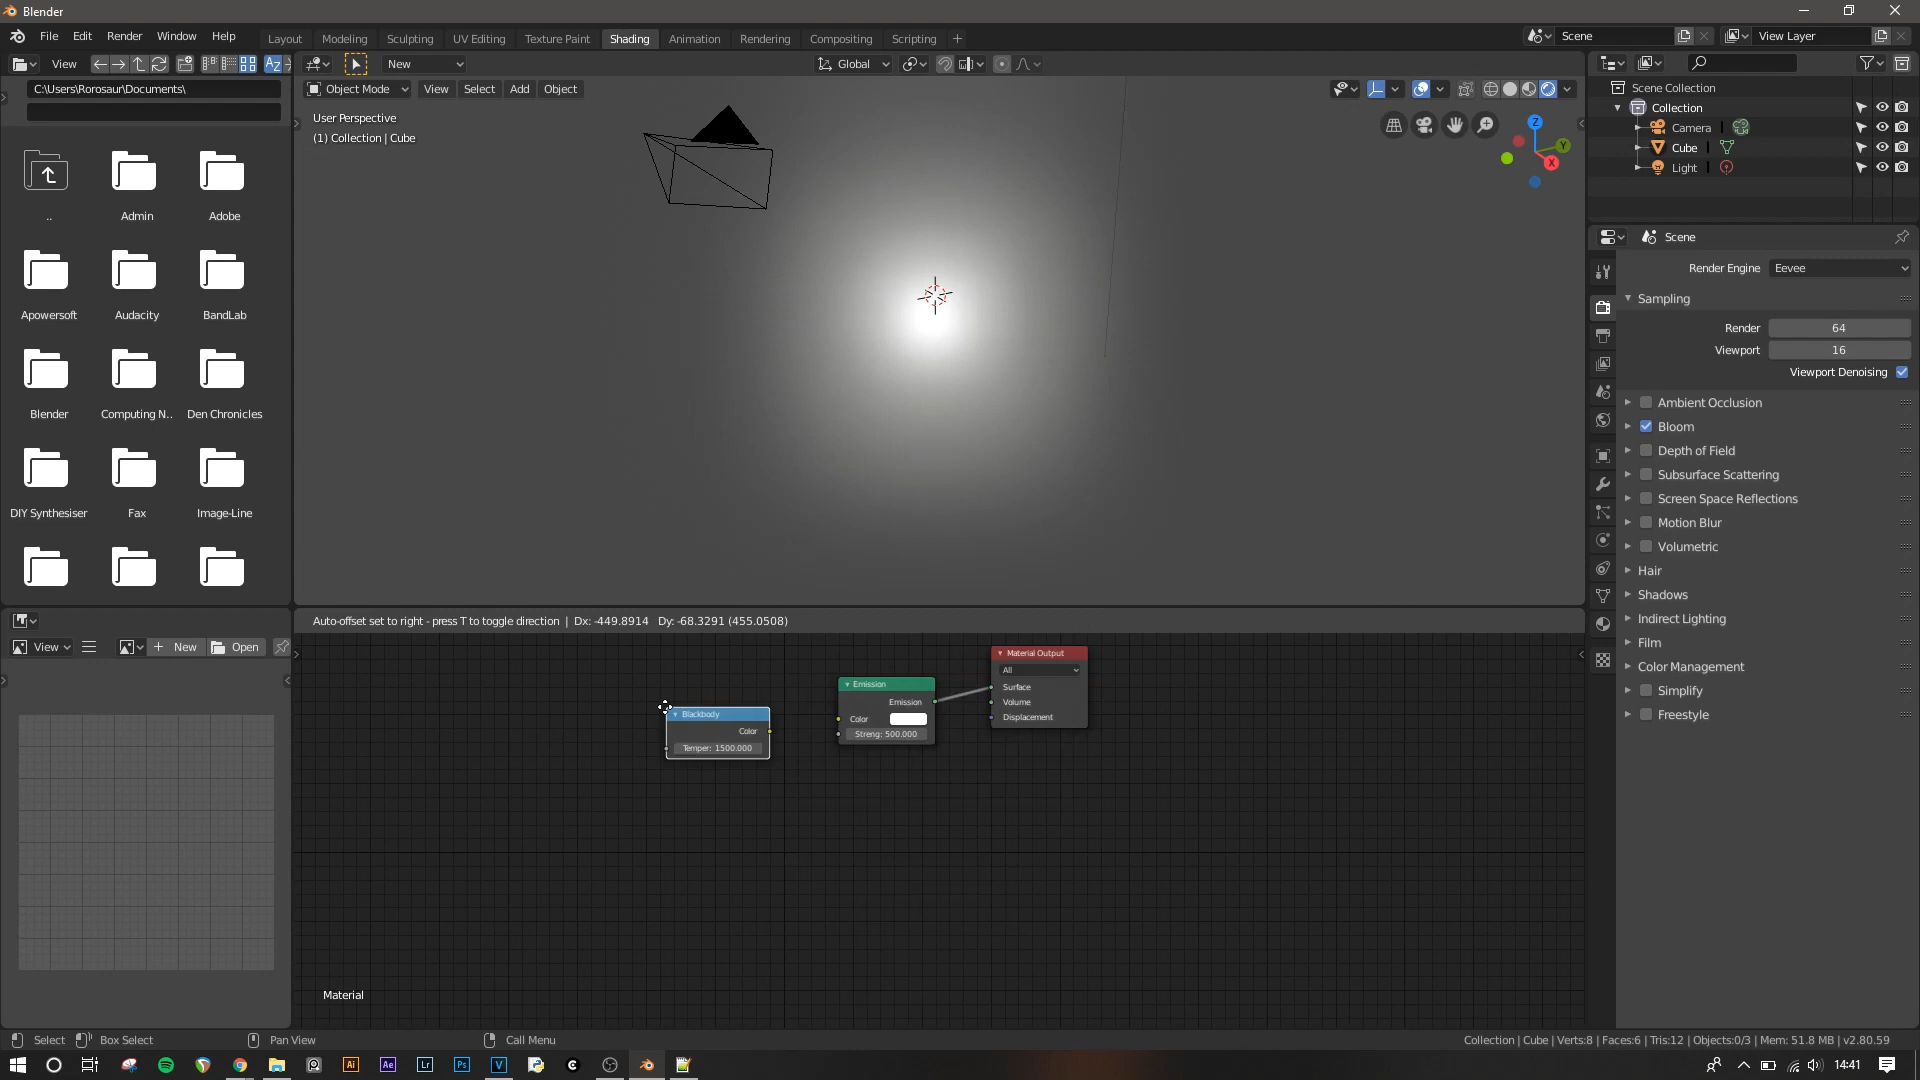 Blender
File Edit Render Window Help
Layout Modeling Sculpting UV Editing Texture Paint Shading Animation Rendering Compositing Scripting +
Scene
View Layer
View
New
Global
C:\Users\Rorosaur\Documents\
Object Mode View Select Add Object
User Perspective
(1) Collection | Cube
Z
Y
X
..
Admin
Adobe
Apowersoft
Audacity
BandLab
Blender
Computing N..
Den Chronicles
DIY Synthesiser
Fax
Image-Line
Scene Collection
Collection
Camera
Cube
Light
Scene
Render Engine Eevee
Sampling
Render 64
Viewport 16
Viewport Denoising
Ambient Occlusion
Bloom
Depth of Field
Subsurface Scattering
Screen Space Reflections
Motion Blur
Volumetric
Hair
Shadows
Indirect Lighting
Film
Color Management
Simplify
Freestyle
Auto-offset set to right - press T to toggle direction | Dx: -449.8914 Dy: -68.3291 (455.0508)
View
New
Open
Blackbody
Color
Temper: 1500.000
Emission
Emission
Color
Streng: 500.000
Material Output
All
Surface
Volume
Displacement
Material
Select
Box Select
Pan View
Call Menu
Collection | Cube | Verts:8 | Faces:6 | Tris:12 | Objects:0/3 | Mem: 51.8 MB | v2.80.59
Ai
Ae
Lr
Ps
V
14:41